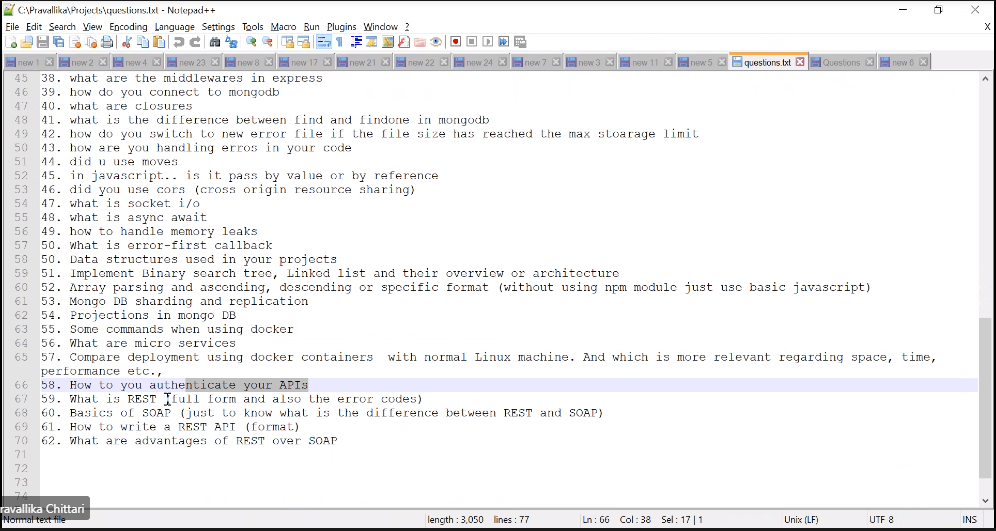 C:\Pravallika\Projects\questions.txt - Notepad++
File Edit Search View Encoding Language Settings Tools Macro Run Plugins Window ? X
new 1 new 2 new 4 new 23 new 8 new 17 new 21 new 22 new 24 new 7 new 3 new 11 new 5 questions.txt Questions new 6
45 38. what are the middlewares in express
46 39. how do you connect to mongodb
47 40. what are closures
48 41. what is the difference between find and findone in mongodb
49 42. how do you switch to new error file if the file size has reached the max stoarage limit
50 43. how are you handling erros in your code
51 44. did u use moves
52 45. in javascript.. is it pass by value or by reference
53 46. did you use cors (cross origin resource sharing)
54 47. what is socket i/o
55 48. what is async await
56 49. how to handle memory leaks
57 50. What is error-first callback
58 50. Data structures used in your projects
59 51. Implement Binary search tree, Linked list and their overview or architecture
60 52. Array parsing and ascending, descending or specific format (without using npm module just use basic javascript)
61 53. Mongo DB sharding and replication
62 54. Projections in mongo DB
63 55. Some commands when using docker
64 56. What are micro services
65 57. Compare deployment using docker containers with normal Linux machine. And which is more relevant regarding space, time,
performance etc.,
66 58. How to you authenticate your APIs
67 59. What is REST (full form and also the error codes)
68 60. Basics of SOAP (just to know what is the difference between REST and SOAP)
69 61. How to write a REST API (format)
70 62. What are advantages of REST over SOAP
71
72
73
74
ravallika Chittari
Normal text file length : 3,050 lines : 77 Ln : 66 Col : 38 Sel : 17 | 1 Unix (LF) UTF 8 INS